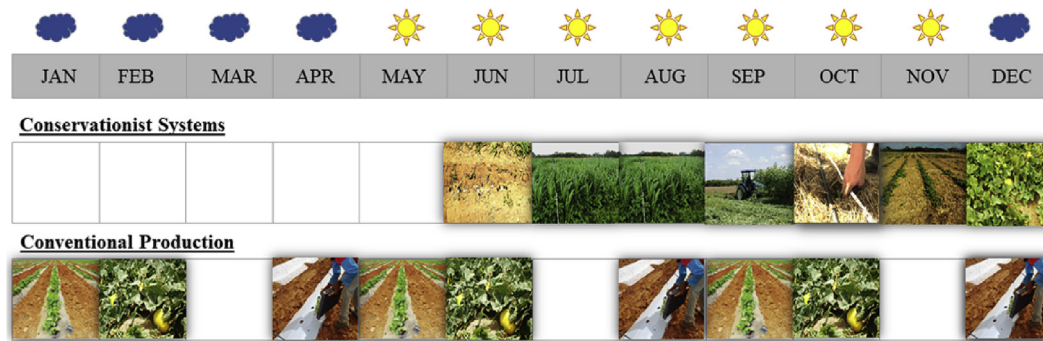 JAN FEB MAR APR MAY JUN JUL AUG SEP OCT NOV DEC
Conservationist Systems
Conventional Production